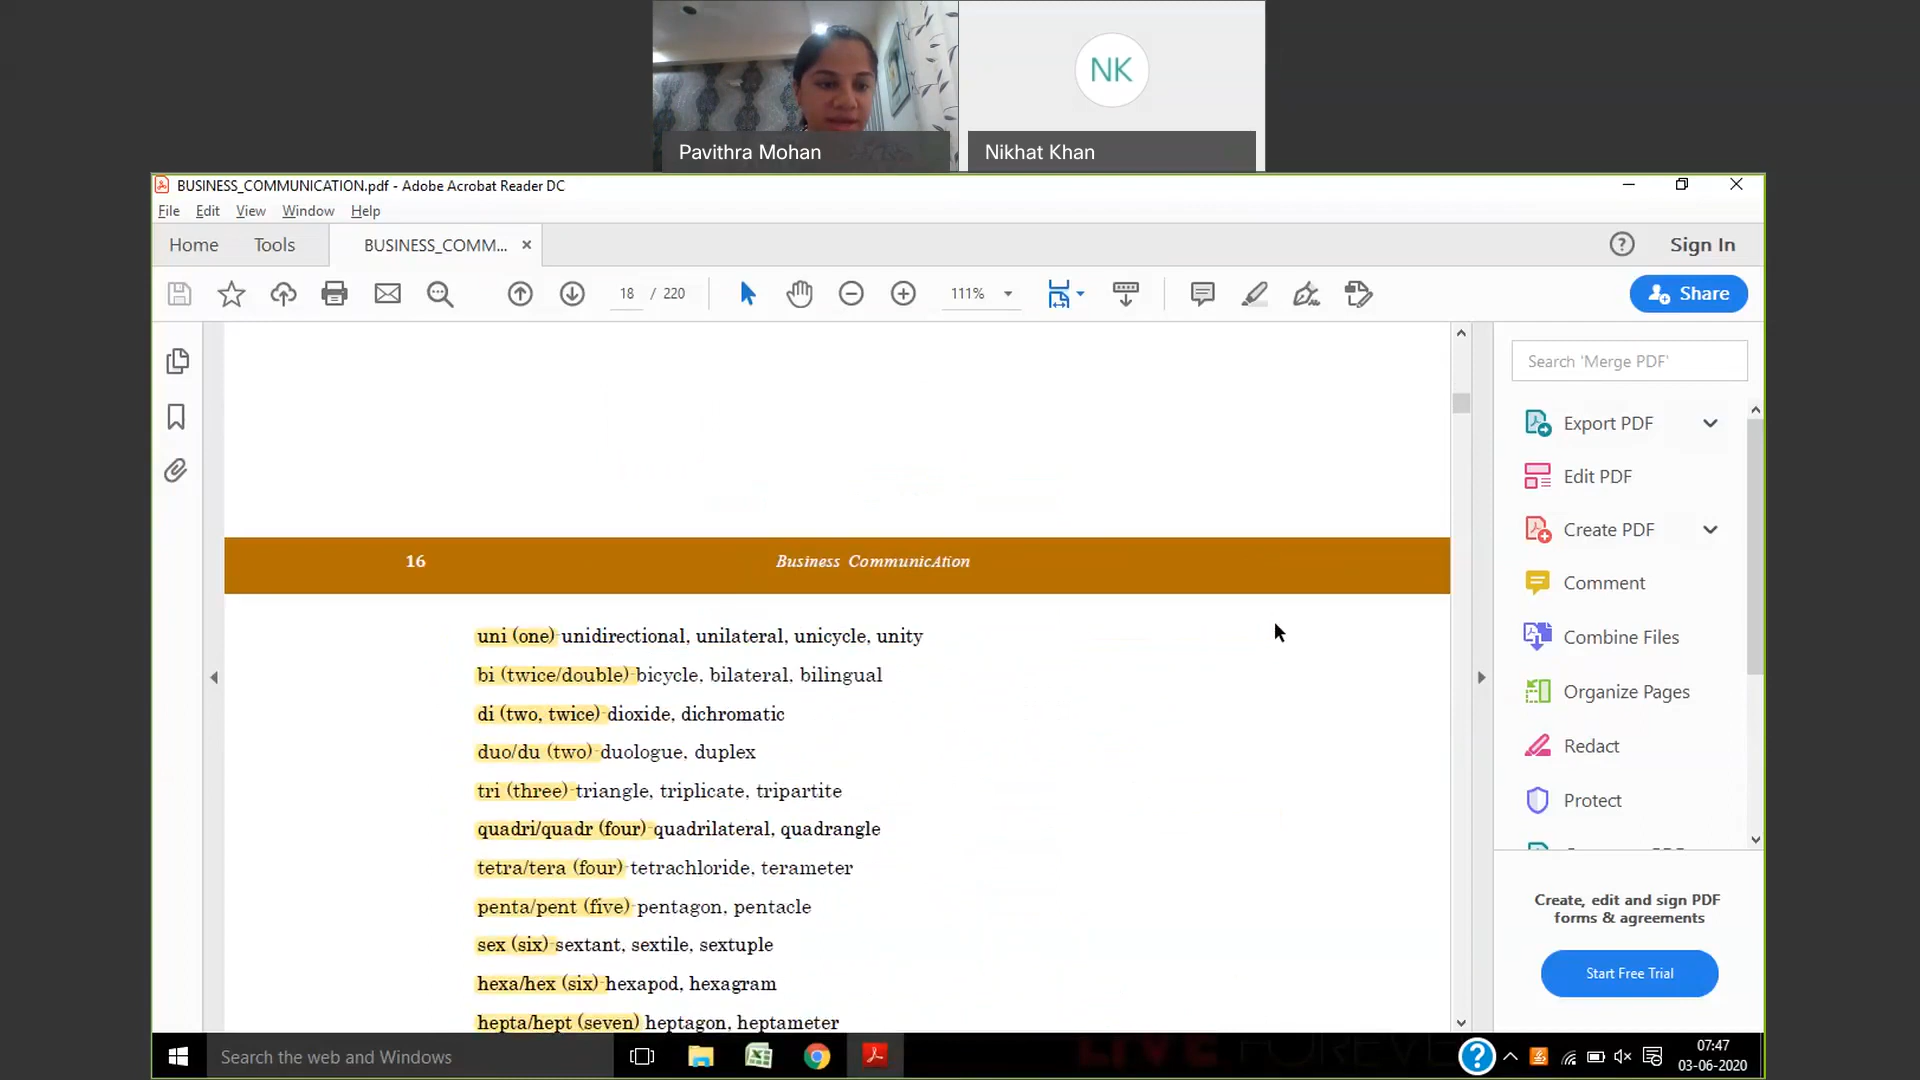 NK
Pavithra Mohan
Nikhat Khan
BUSINESS_COMMUNICATION.pdf - Adobe Acrobat Reader DC
File Edit View Window Help
Home Tools BUSINESS_COMM... ×
? Sign In
18 / 220
111%
Share
Search 'Merge PDF'
Export PDF
Edit PDF
Create PDF
Comment
Combine Files
Organize Pages
Redact
Protect
Create, edit and sign PDF
forms & agreements
Start Free Trial
16 Business CommunicAtion
uni (one) unidirectional, unilateral, unicycle, unity
bi (twice/double) bicycle, bilateral, bilingual
di (two, twice) dioxide, dichromatic
duo/du (two) duologue, duplex
tri (three) triangle, triplicate, tripartite
quadri/quadr (four) quadrilateral, quadrangle
tetra/tera (four) tetrachloride, terameter
penta/pent (five) pentagon, pentacle
sex (six) sextant, sextile, sextuple
hexa/hex (six) hexapod, hexagram
hepta/hept (seven) heptagon, heptameter
Search the web and Windows
07:47
03-06-2020